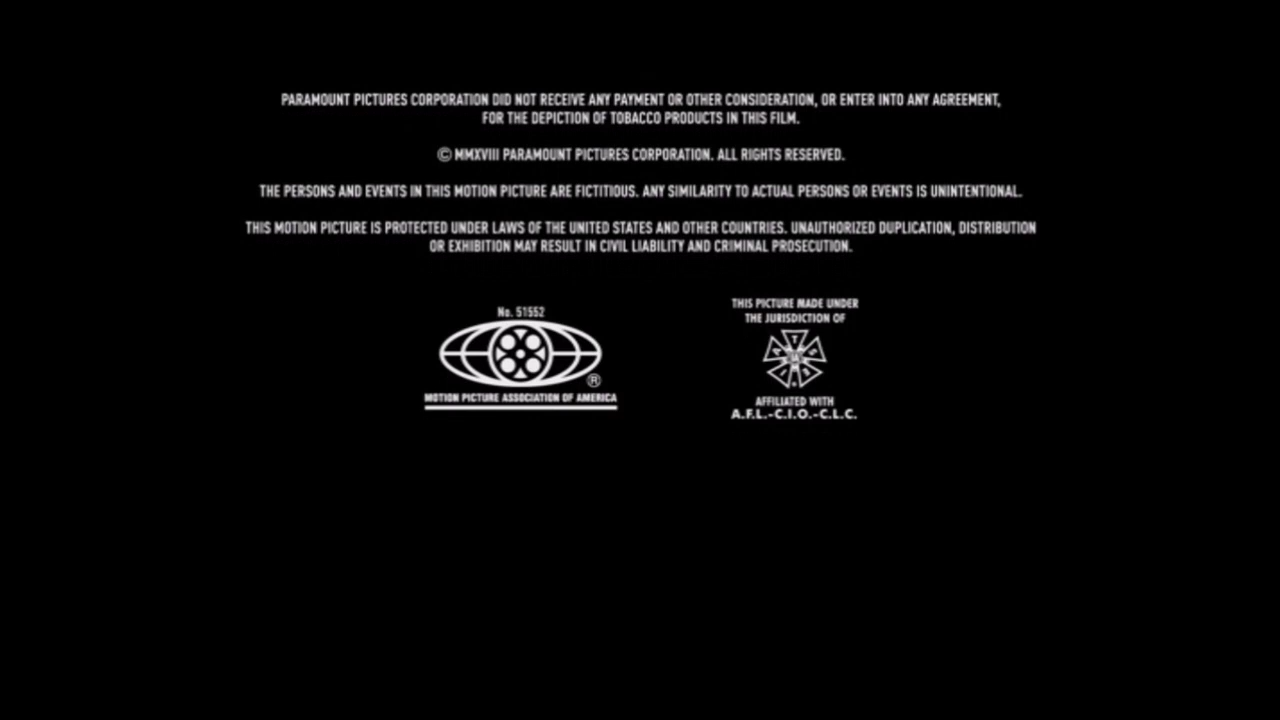 PARAMOUNT PICTURES CORPORATION DID NOT RECEIVE ANY PAYMENT OR OTHER CONSIDERATION, OR ENTER INTO ANY AGREEMENT,
FOR THE DEPICTION OF TOBACCO PRODUCTS IN THIS FILM.
© MMXVIII PARAMOUNT PICTURES CORPORATION. ALL RIGHTS RESERVED.
THE PERSONS AND EVENTS IN THIS MOTION PICTURE ARE FICTITIOUS. ANY SIMILARITY TO ACTUAL PERSONS OR EVENTS IS UNINTENTIONAL.
THIS MOTION PICTURE IS PROTECTED UNDER LAWS OF THE UNITED STATES AND OTHER COUNTRIES. UNAUTHORIZED DUPLICATION, DISTRIBUTION
OR EXHIBITION MAY RESULT IN CIVIL LIABILITY AND CRIMINAL PROSECUTION.
No. 51552
®
MOTION PICTURE ASSOCIATION OF AMERICA
THIS PICTURE MADE UNDER
THE JURISDICTION OF
AFFILIATED WITH
A.F.L.-C.I.O.-C.L.C.